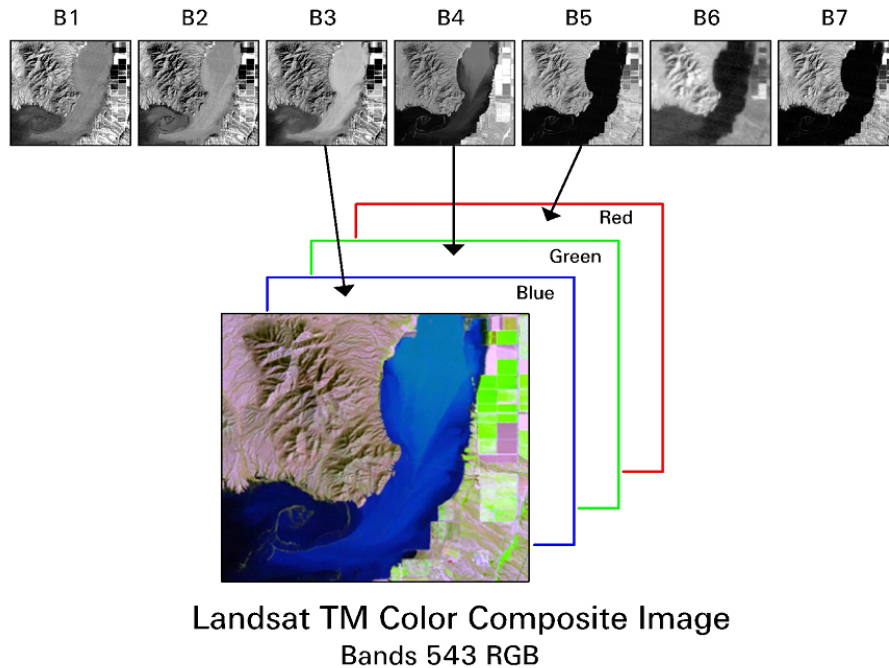 B1 B2 B3 B4 B5 B6 B7
Red
Green
Blue
Landsat TM Color Composite Image
Bands 543 RGB